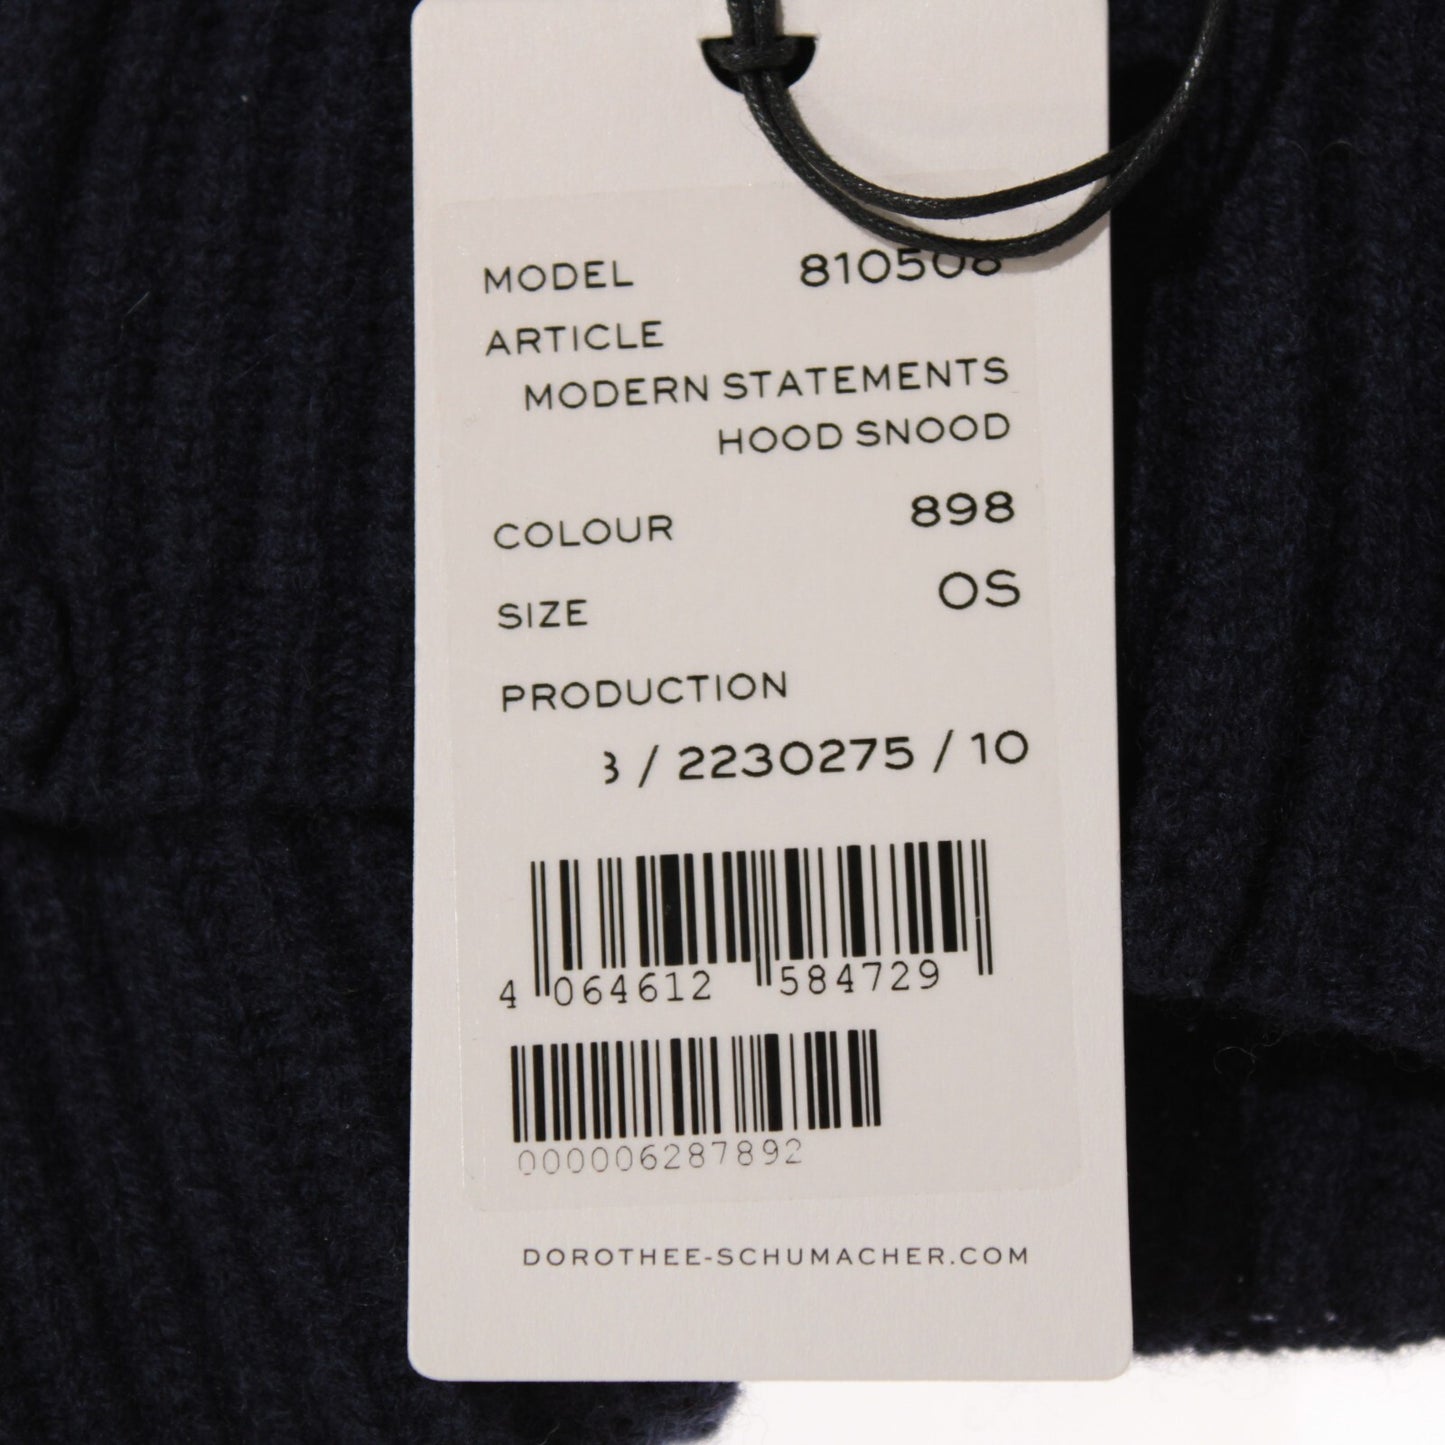 MODEL 810508
ARTICLE
MODERN STATEMENTS
HOOD SNOOD
COLOUR 898
SIZE OS
PRODUCTION
3 / 2230275 / 10
4 064612 584729
000006287892
DOROTHEE-SCHUMACHER.COM